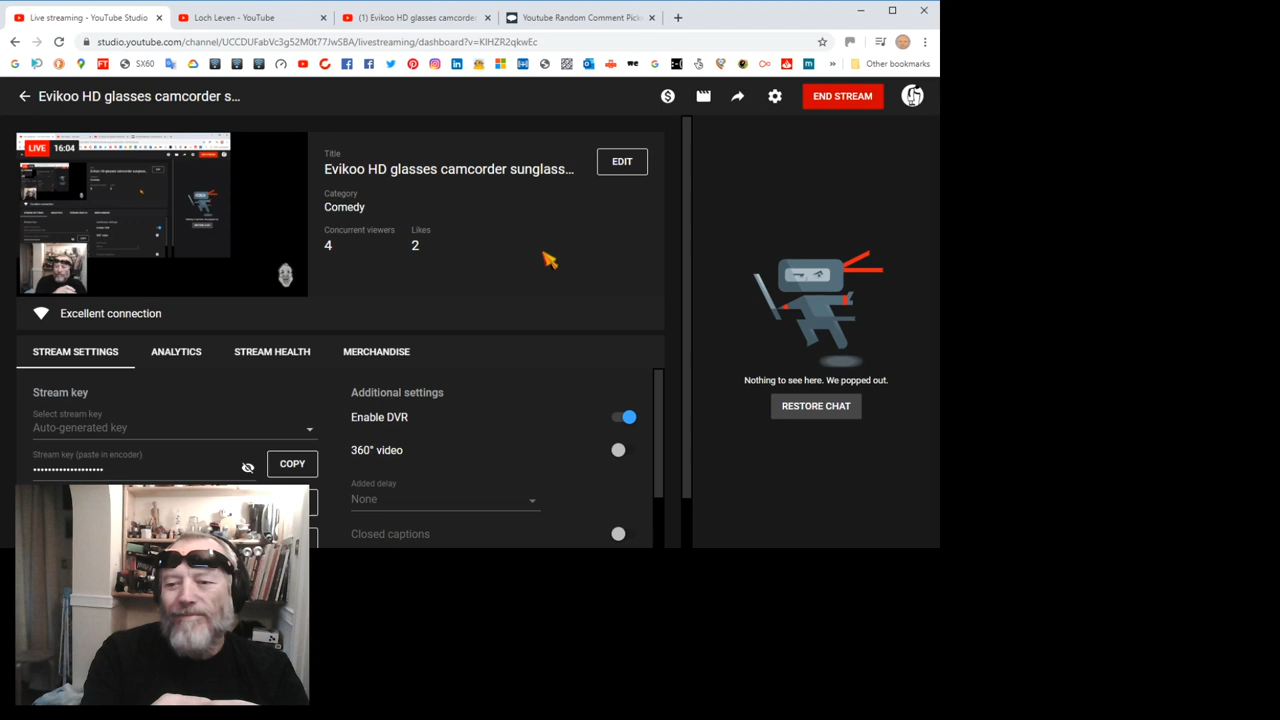 Live streaming - YouTube Studio
Loch Leven - YouTube
(1) Evikoo HD glasses camcorder
Youtube Random Comment Pick
studio.youtube.com/channel/UCCDUFabVc3g52M0t77JwSBA/livestreaming/dashboard?v=KIHZR2qkwEc
SX60
Other bookmarks
Evikoo HD glasses camcorder s...
END STREAM
LIVE 16:04
Title
Evikoo HD glasses camcorder sunglass...
EDIT
Category
Comedy
Concurrent viewers
Likes
4
2
Excellent connection
STREAM SETTINGS
ANALYTICS
STREAM HEALTH
MERCHANDISE
Stream key
Select stream key
Auto-generated key
Stream key (paste in encoder)
••••••••••••••••••••
COPY
Additional settings
Enable DVR
360° video
Added delay
None
Closed captions
Nothing to see here. We popped out.
RESTORE CHAT